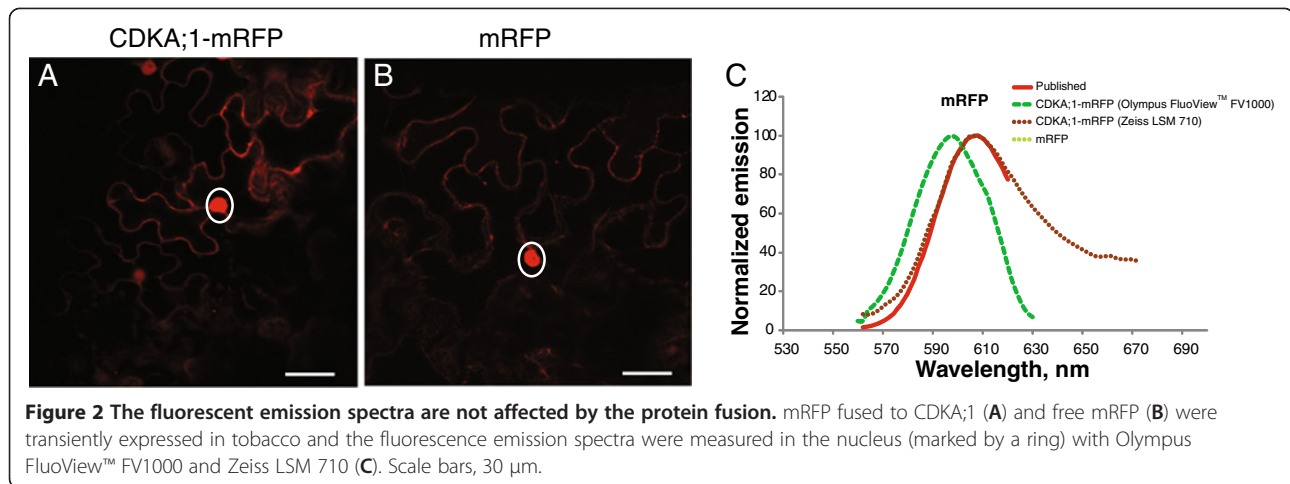 CDKA;1-mRFP
mRFP
A
B
C
mRFP
Published
CDKA;1-mRFP (Olympus FluoView™ FV1000)
CDKA;1-mRFP (Zeiss LSM 710)
mRFP
Normalized emission
120
100
80
60
40
20
0
530
550
570
590
610
630
650
670
690
Wavelength, nm
Figure 2 The fluorescent emission spectra are not affected by the protein fusion. mRFP fused to CDKA;1 (A) and free mRFP (B) were
transiently expressed in tobacco and the fluorescence emission spectra were measured in the nucleus (marked by a ring) with Olympus
FluoView™ FV1000 and Zeiss LSM 710 (C). Scale bars, 30 μm.